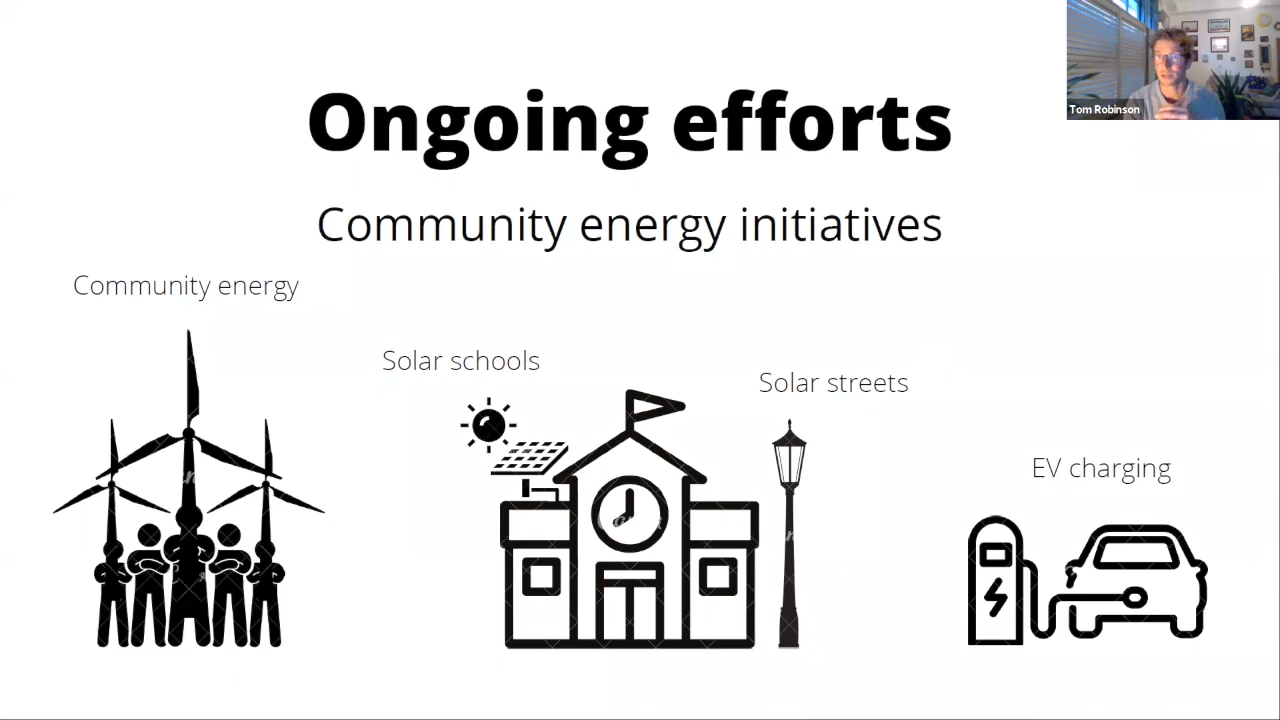 Tom Robinson
Ongoing efforts
Community energy initiatives
Community energy
Solar schools
Solar streets
EV charging